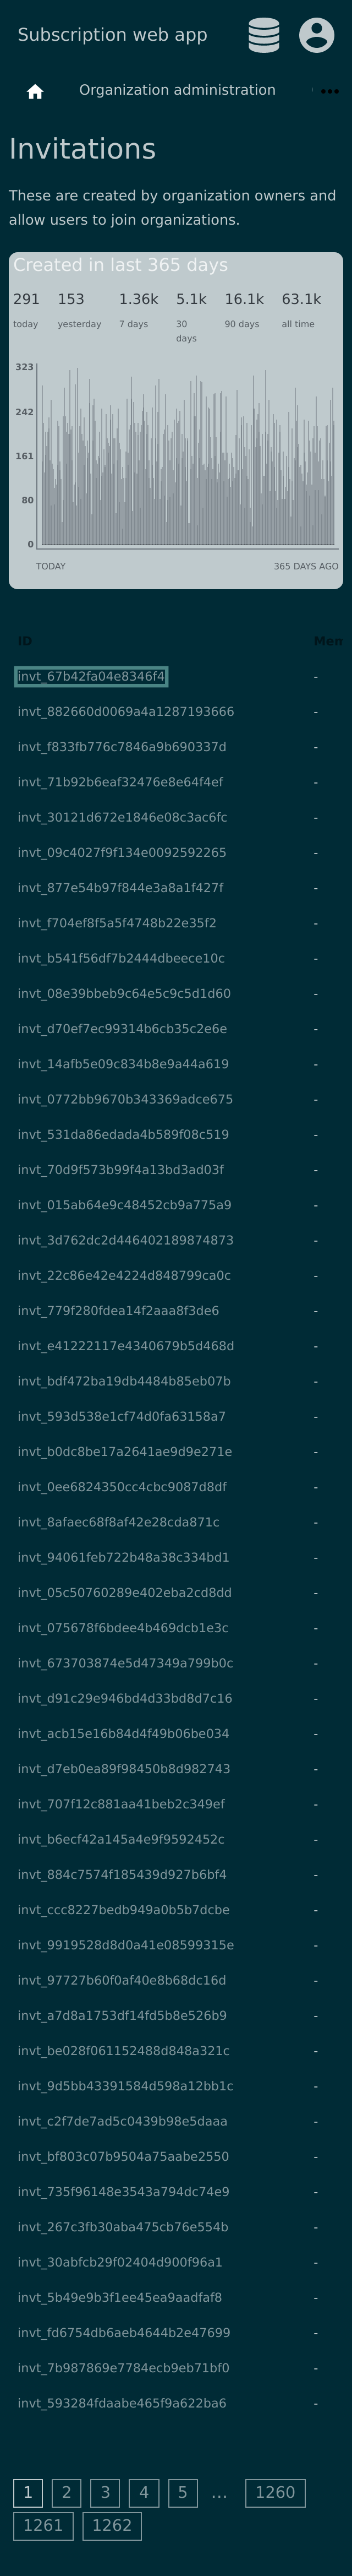 Subscription web app
Organization administration
Invitations
These are created by organization owners and
allow users to join organizations.
Created in last 365 days
291 153 1.36k 5.1k 16.1k 63.1k
today yesterday 7 days 30 days 90 days all time
323
242
161
80
0
TODAY 365 DAYS AGO
ID Mem
invt_67b42fa04e8346f4 -
invt_882660d0069a4a1287193666 -
invt_f833fb776c7846a9b690337d -
invt_71b92b6eaf32476e8e64f4ef -
invt_30121d672e1846e08c3ac6fc -
invt_09c4027f9f134e0092592265 -
invt_877e54b97f844e3a8a1f427f -
invt_f704ef8f5a5f4748b22e35f2 -
invt_b541f56df7b2444dbeece10c -
invt_08e39bbeb9c64e5c9c5d1d60 -
invt_d70ef7ec99314b6cb35c2e6e -
invt_14afb5e09c834b8e9a44a619 -
invt_0772bb9670b343369adce675 -
invt_531da86edada4b589f08c519 -
invt_70d9f573b99f4a13bd3ad03f -
invt_015ab64e9c48452cb9a775a9 -
invt_3d762dc2d446402189874873 -
invt_22c86e42e4224d848799ca0c -
invt_779f280fdea14f2aaa8f3de6 -
invt_e41222117e4340679b5d468d -
invt_bdf472ba19db4484b85eb07b -
invt_593d538e1cf74d0fa63158a7 -
invt_b0dc8be17a2641ae9d9e271e -
invt_0ee6824350cc4cbc9087d8df -
invt_8afaec68f8af42e28cda871c -
invt_94061feb722b48a38c334bd1 -
invt_05c50760289e402eba2cd8dd -
invt_075678f6bdee4b469dcb1e3c -
invt_673703874e5d47349a799b0c -
invt_d91c29e946bd4d33bd8d7c16 -
invt_acb15e16b84d4f49b06be034 -
invt_d7eb0ea89f98450b8d982743 -
invt_707f12c881aa41beb2c349ef -
invt_b6ecf42a145a4e9f9592452c -
invt_884c7574f185439d927b6bf4 -
invt_ccc8227bedb949a0b5b7dcbe -
invt_9919528d8d0a41e08599315e -
invt_97727b60f0af40e8b68dc16d -
invt_a7d8a1753df14fd5b8e526b9 -
invt_be028f061152488d848a321c -
invt_9d5bb43391584d598a12bb1c -
invt_c2f7de7ad5c0439b98e5daaa -
invt_bf803c07b9504a75aabe2550 -
invt_735f96148e3543a794dc74e9 -
invt_267c3fb30aba475cb76e554b -
invt_30abfcb29f02404d900f96a1 -
invt_5b49e9b3f1ee45ea9aadfaf8 -
invt_fd6754db6aeb4644b2e47699 -
invt_7b987869e7784ecb9eb71bf0 -
invt_593284fdaabe465f9a622ba6 -
1 2 3 4 5 … 1260
1261 1262